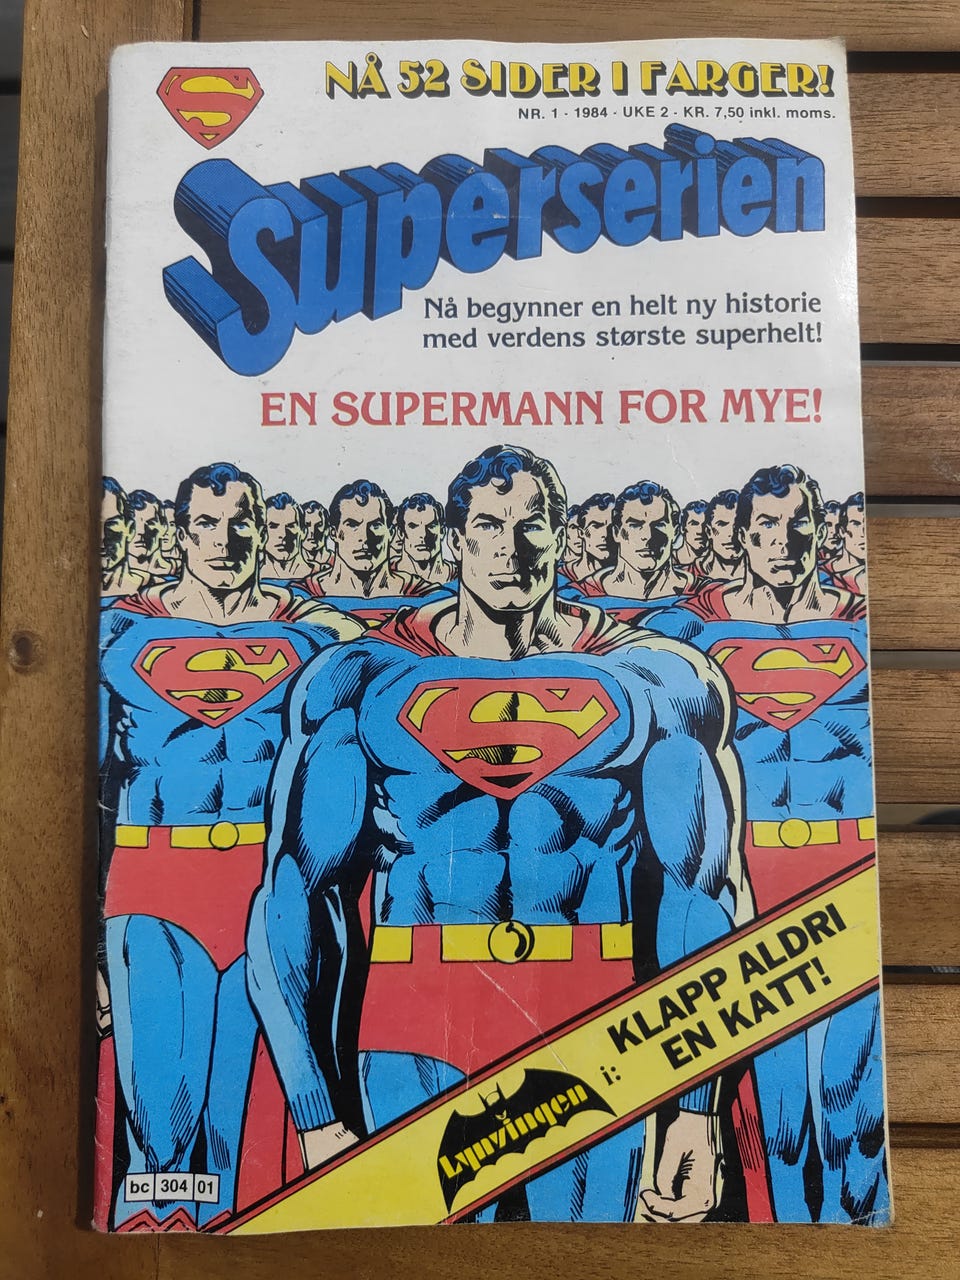 NÅ 52 SIDER I FARGER!
NR. 1 - 1984 - UKE 2 - KR. 7,50 inkl. moms.
Superserien
Nå begynner en helt ny historie
med verdens største superhelt!
EN SUPERMANN FOR MYE!
S
S
S
S
Lynvingen i:
KLAPP ALDRI
EN KATT!
bc 304 01